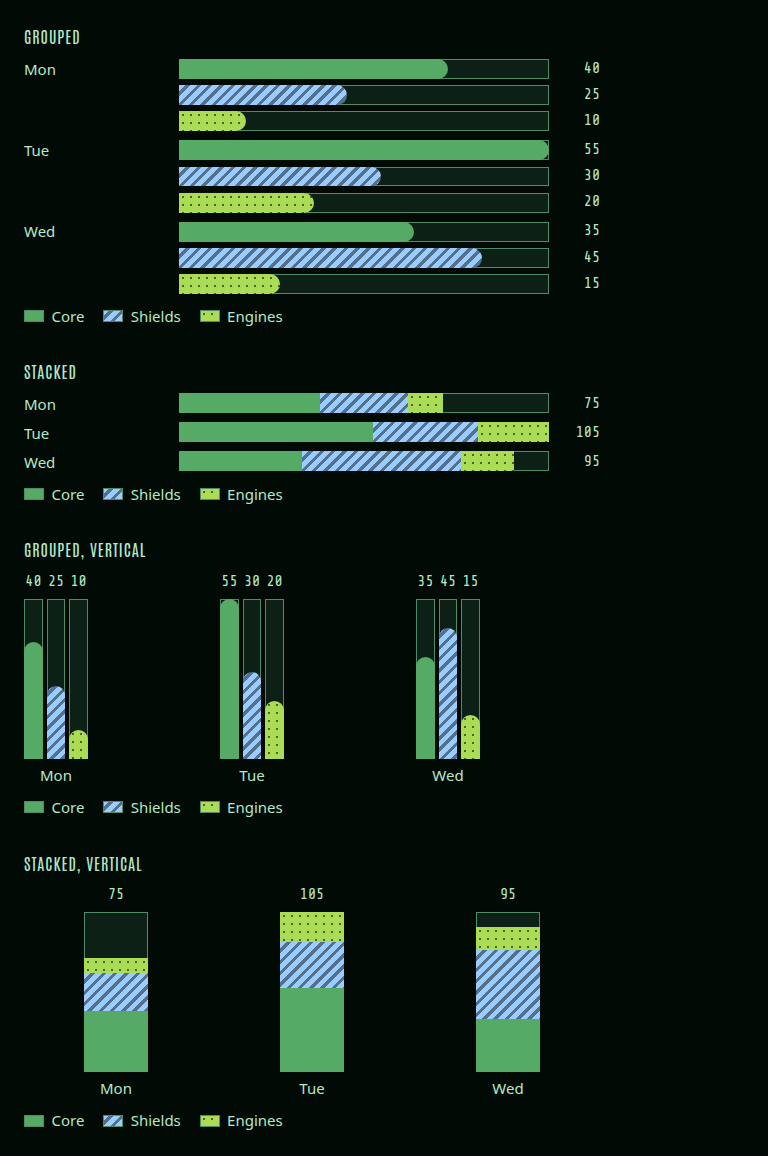 GROUPED
Mon 40
25
10
Tue 55
30
20
Wed 35
45
15
Core Shields Engines
STACKED
Mon 75
Tue 105
Wed 95
Core Shields Engines
GROUPED, VERTICAL
40 25 10 55 30 20 35 45 15
Mon Tue Wed
Core Shields Engines
STACKED, VERTICAL
75 105 95
Mon Tue Wed
Core Shields Engines